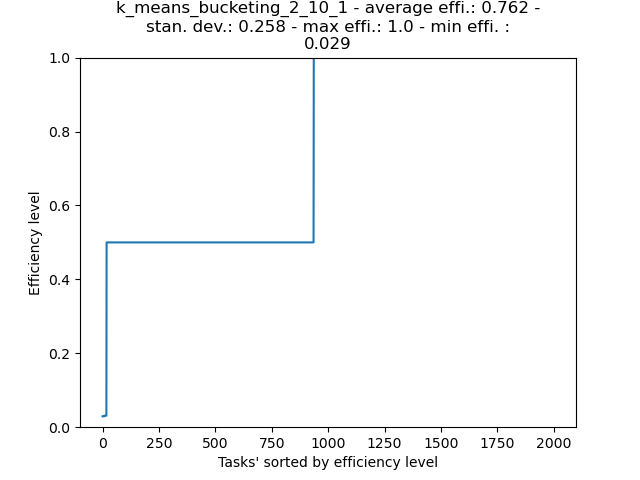 k_means_bucketing_2_10_1 - average effi.: 0.762 -
stan. dev.: 0.258 - max effi.: 1.0 - min effi. :
0.029
1.0
0.8
0.6
0.4
0.2
0.0
Efficiency level
0 250 500 750 1000 1250 1500 1750 2000
Tasks' sorted by efficiency level